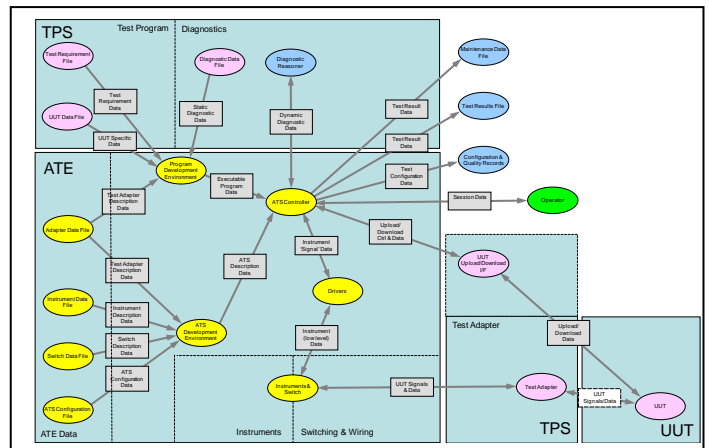 TPS
Test Program
Diagnostics
Test Requirement
File
Diagnostic Data
File
Diagnostic
Reasoner
Maintenance Data
File
Test
Requirement
Data
UUT Data File
Static
Diagnostic
Data
Dynamic
Diagnostic
Data
Test Result
Data
Test Results File
UUT Specific
Data
Test Result
Data
ATE
Program
Development
Environment
Executable
Program
Data
Test
Configuration
Data
Configuration &
Quality Records
Test Adapter
Description
Data
ATS Controller
Session Data
Operator
Adapter Data File
Upload/
Download
Ctrl & Data
Instrument
'Signal' Data
ATS
Description
Data
Test Adapter
Description
Data
UUT
Upload/Download
I/F
Drivers
Instrument Data
File
Instrument
Description
Data
ATS
Development
Environment
Instrument
(low level)
Data
Test Adapter
Upload/
Download
Data
Switch Data File
Switch
Description
Data
ATS
Configuration
Data
Instruments &
Switch
UUT Signals
& Data
Test Adapter
UUT
Signals/Data
UUT
ATS Configuration
File
ATE Data
Instruments
Switching & Wiring
TPS
UUT